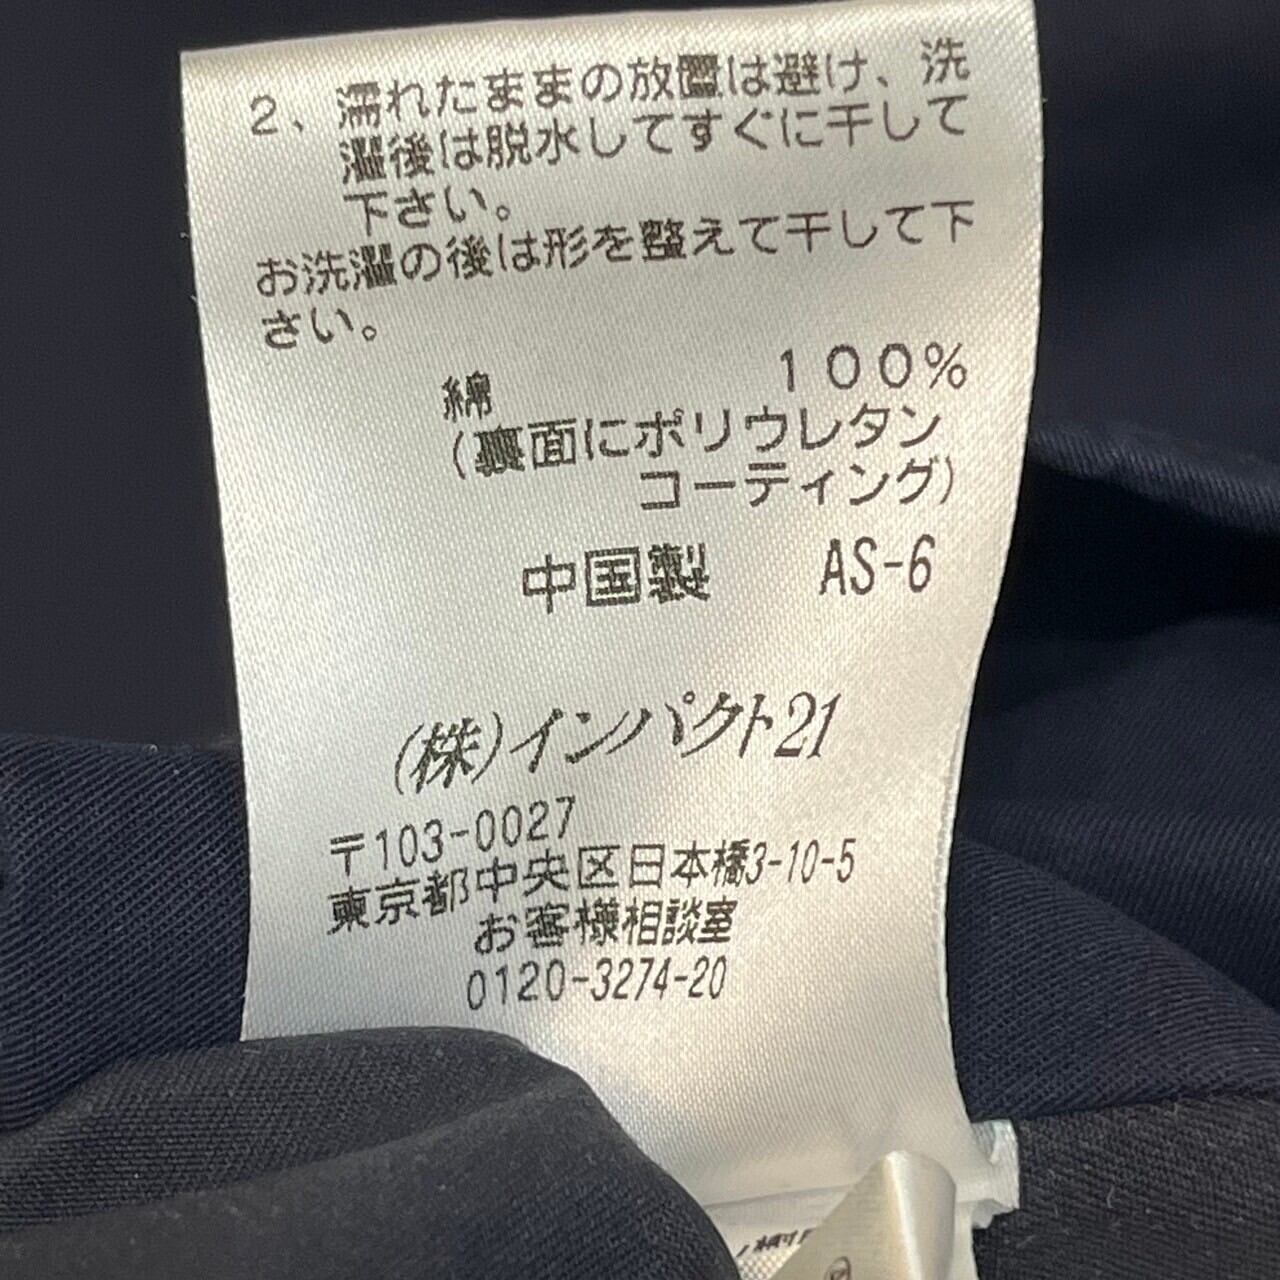 2、濡れたままの放置は避け、洗
濯後は脱水してすぐに干して
下さい。
お洗濯の後は形を整えて干して下
さい。
綿 100%
(裏面にポリウレタン
コーティング)
中国製 AS-6
(株)インパクト21
〒103-0027
東京都中央区日本橋3-10-5
お客様相談室
0120-3274-20